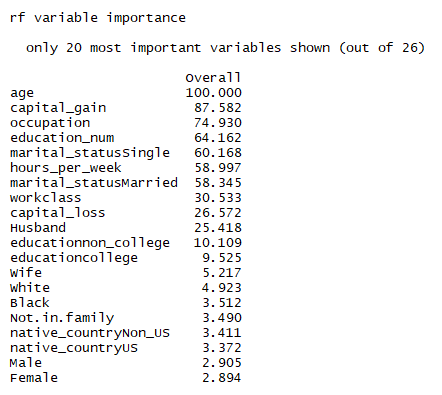 rf variable importance
only 20 most important variables shown (out of 26)
Overall
age 100.000
capital_gain 87.582
occupation 74.930
education_num 64.162
marital_statusSingle 60.168
hours_per_week 58.997
marital_statusMarried 58.345
workclass 30.533
capital_loss 26.572
Husband 25.418
educationnon_college 10.109
educationcollege 9.525
Wife 5.217
White 4.923
Black 3.512
Not.in.family 3.490
native_countryNon_US 3.411
native_countryUS 3.372
Male 2.905
Female 2.894